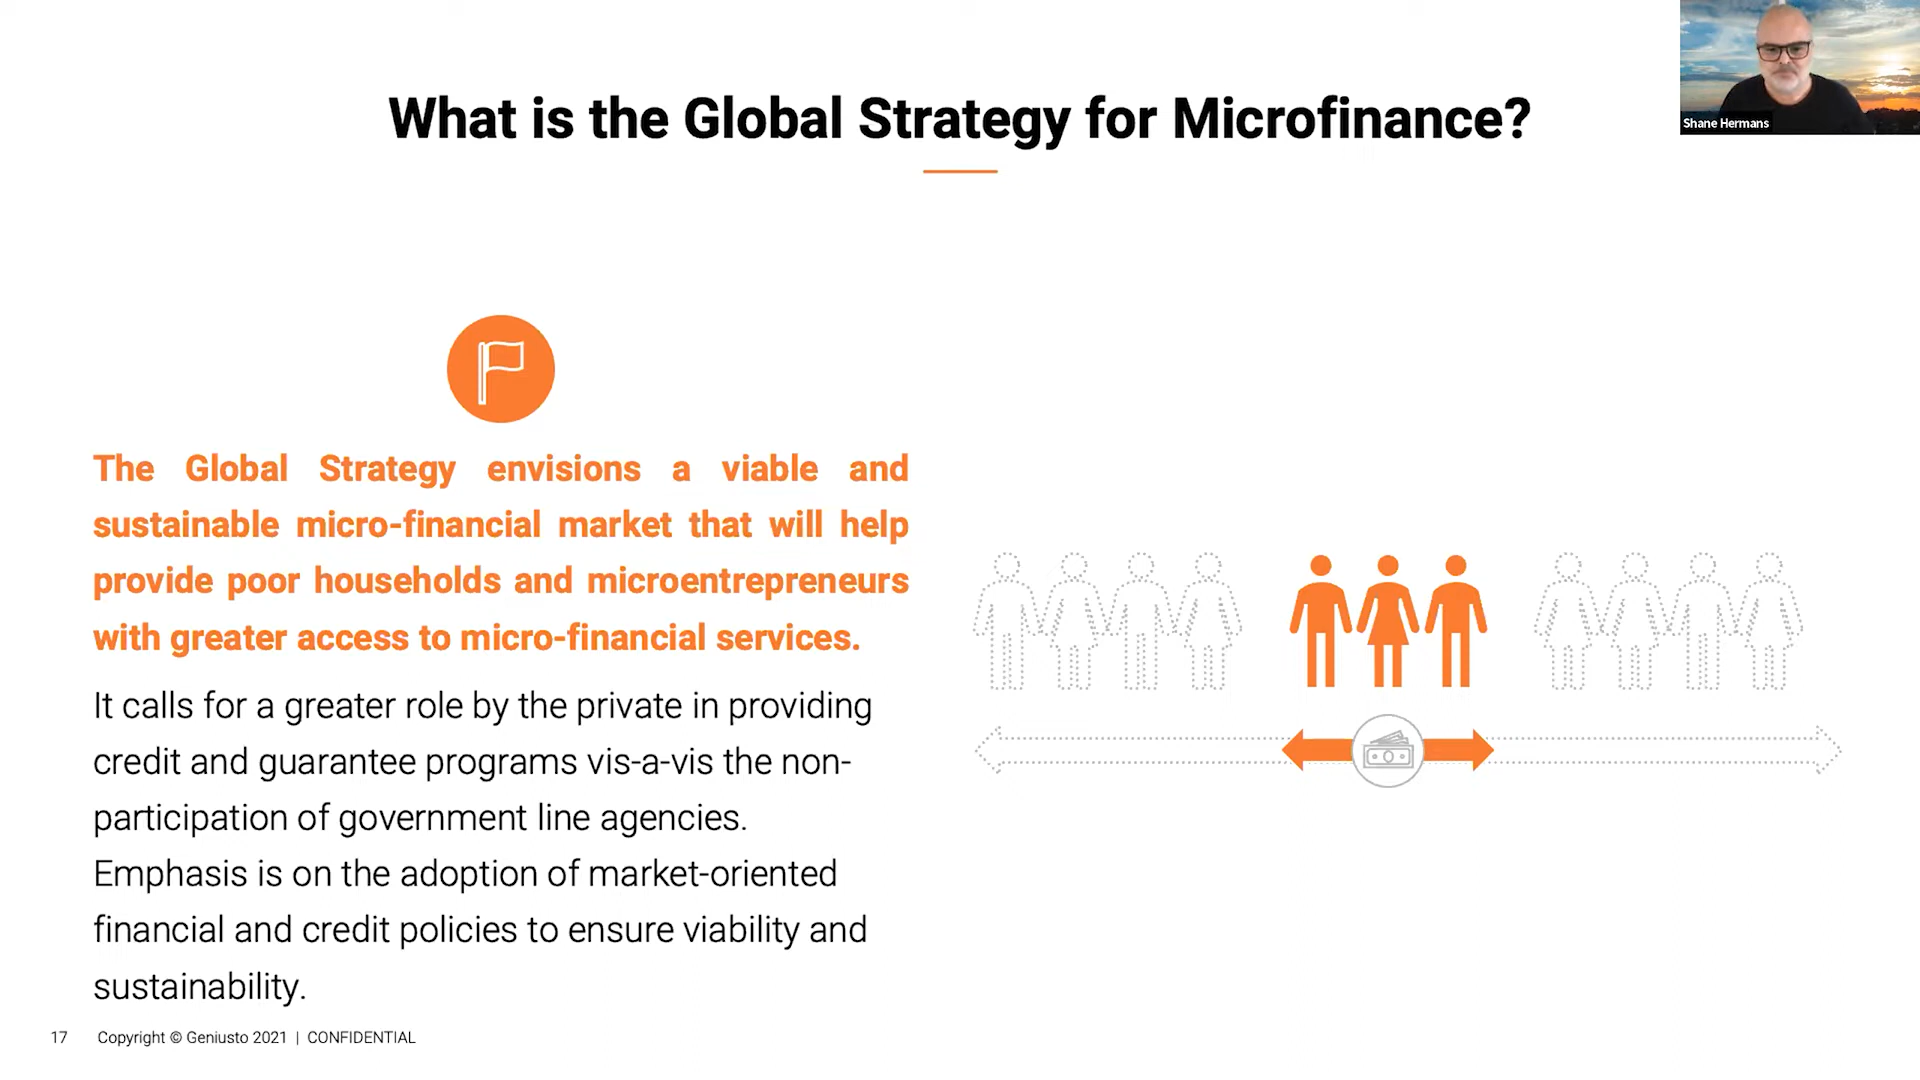 What is the Global Strategy for Microfinance?
Shane Hermans
The Global Strategy envisions a viable and
sustainable micro-financial market that will help
provide poor households and microentrepreneurs
with greater access to micro-financial services.
It calls for a greater role by the private in providing
credit and guarantee programs vis-a-vis the non-
participation of government line agencies.
Emphasis is on the adoption of market-oriented
financial and credit policies to ensure viability and
sustainability.
17 Copyright © Geniusto 2021 | CONFIDENTIAL